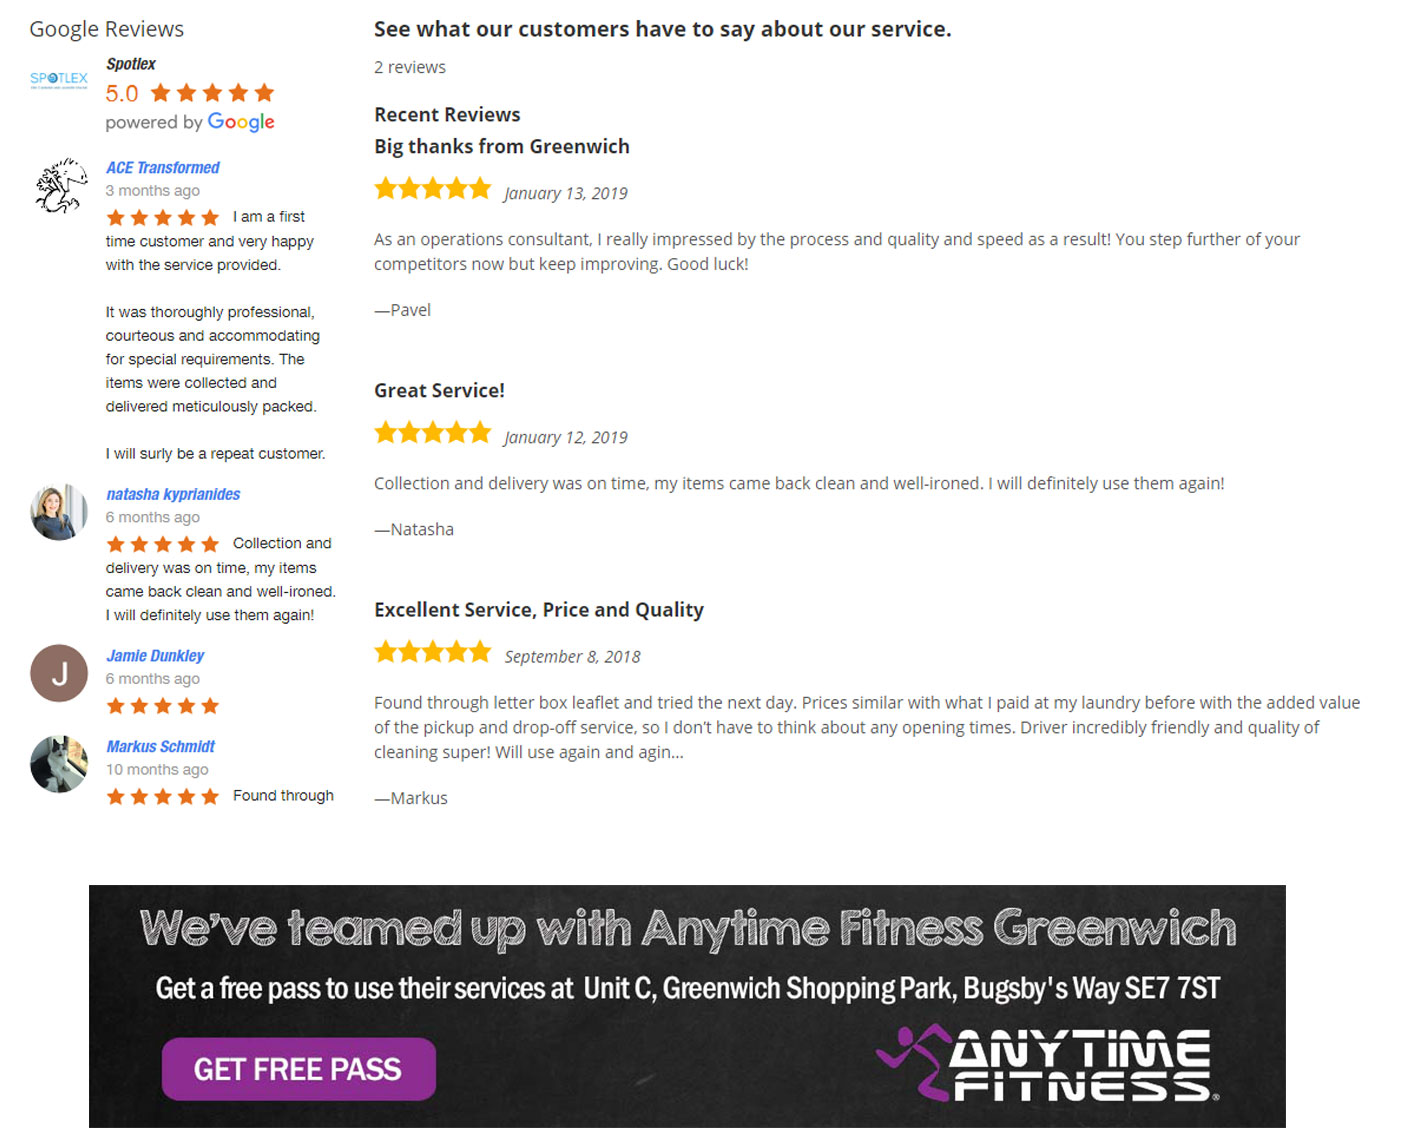 Google Reviews
SPOTLEX
Spotlex
5.0
powered by Google
ACE Transformed
3 months ago
I am a first
time customer and very happy
with the service provided.
It was thoroughly professional,
courteous and accommodating
for special requirements. The
items were collected and
delivered meticulously packed.
I will surly be a repeat customer.
natasha kyprianides
6 months ago
Collection and
delivery was on time, my items
came back clean and well-ironed.
I will definitely use them again!
J
Jamie Dunkley
6 months ago
Markus Schmidt
10 months ago
Found through
See what our customers have to say about our service.
2 reviews
Recent Reviews
Big thanks from Greenwich
January 13, 2019
As an operations consultant, I really impressed by the process and quality and speed as a result! You step further of your
competitors now but keep improving. Good luck!
—Pavel
Great Service!
January 12, 2019
Collection and delivery was on time, my items came back clean and well-ironed. I will definitely use them again!
—Natasha
Excellent Service, Price and Quality
September 8, 2018
Found through letter box leaflet and tried the next day. Prices similar with what I paid at my laundry before with the added value
of the pickup and drop-off service, so I don’t have to think about any opening times. Driver incredibly friendly and quality of
cleaning super! Will use again and agin…
—Markus
We've teamed up with Anytime Fitness Greenwich
Get a free pass to use their services at Unit C, Greenwich Shopping Park, Bugsby's Way SE7 7ST
GET FREE PASS
ANYTIME
FITNESS®